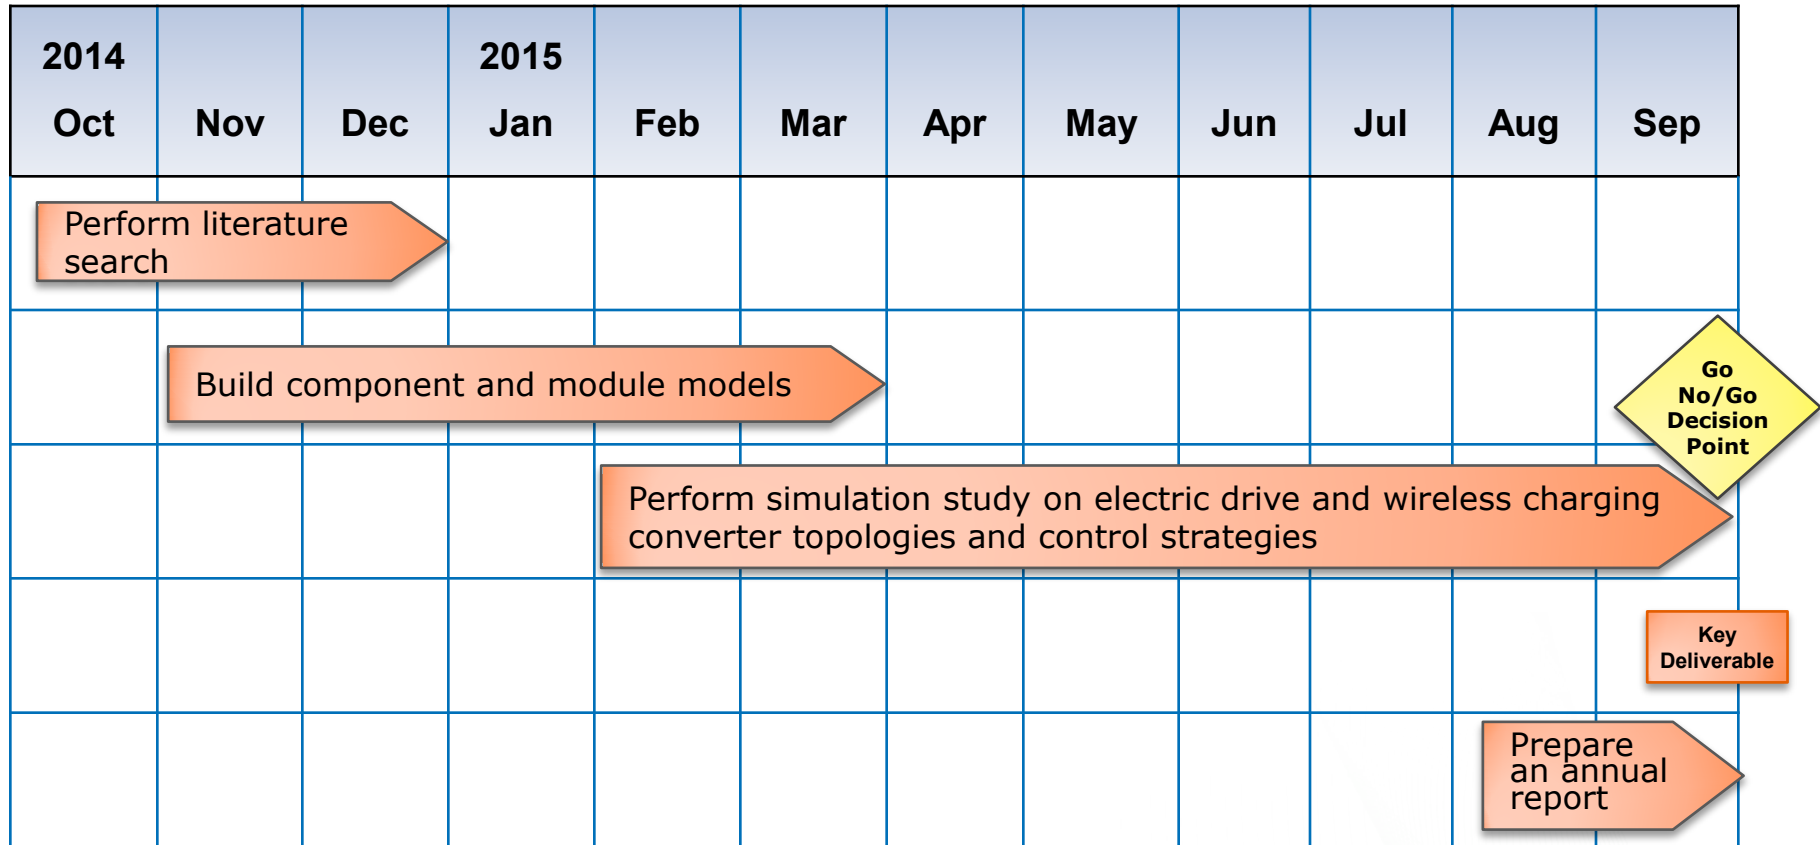 2014 2015
Oct Nov Dec Jan Feb Mar Apr May Jun Jul Aug Sep
Perform literature
search
Build component and module models
Go
No/Go
Decision
Point
Perform simulation study on electric drive and wireless charging
converter topologies and control strategies
Key
Deliverable
Prepare
an annual
report